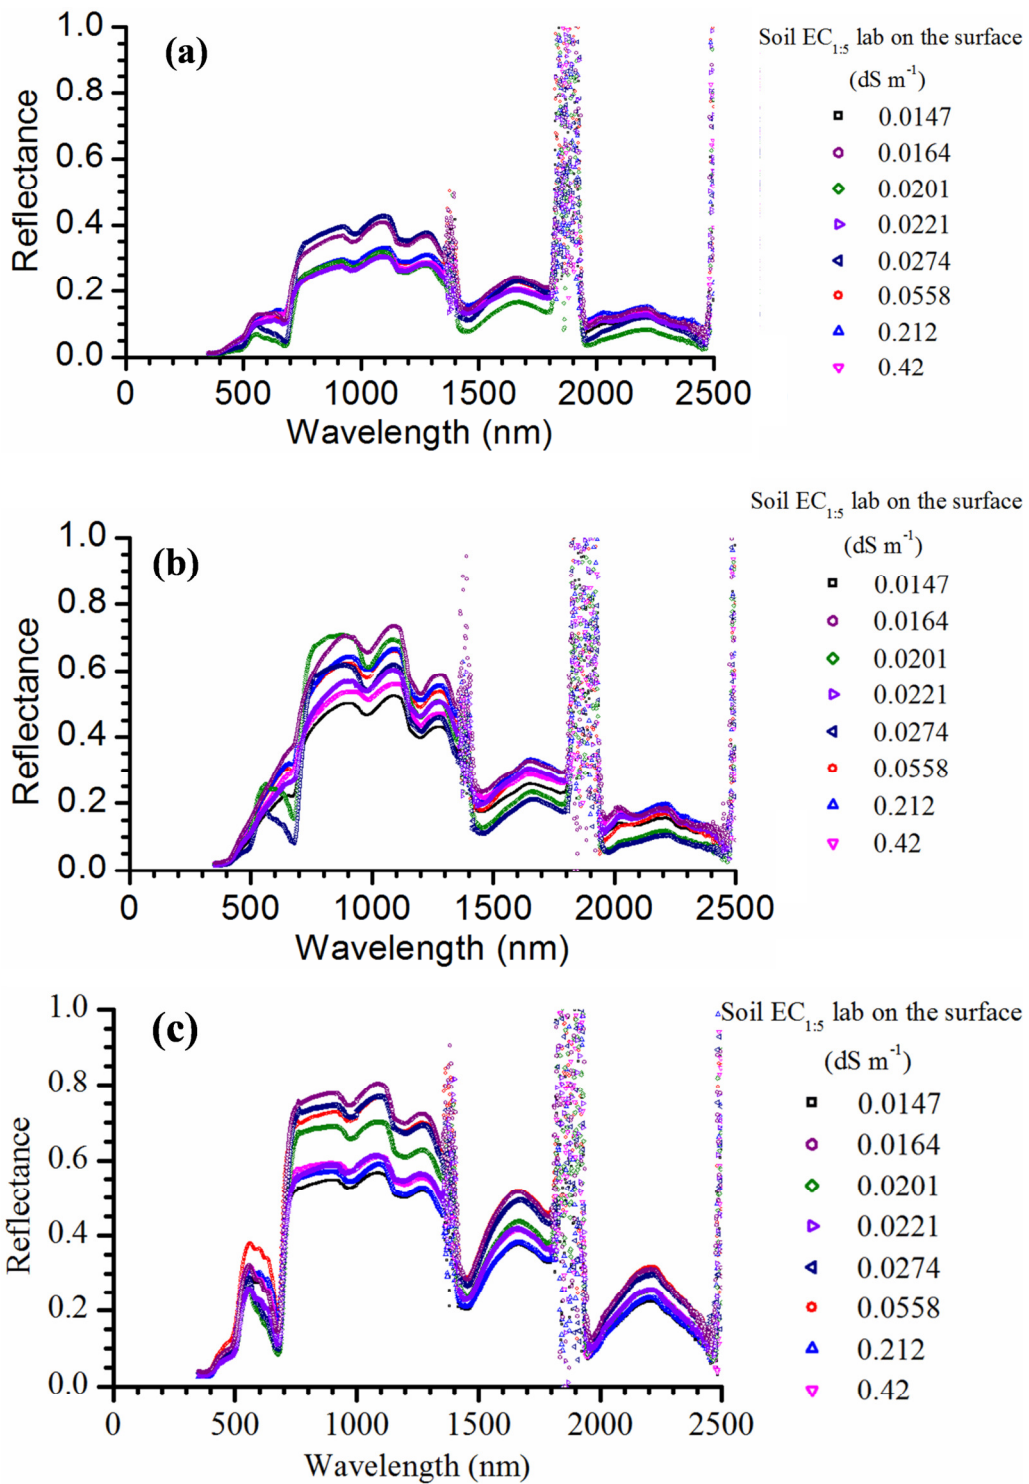 (a)
Reflectance
1.0
0.8
0.6
0.4
0.2
0.0
0 500 1000 1500 2000 2500
Wavelength (nm)
Soil EC1:5 lab on the surface
(dS m-1)
0.0147
0.0164
0.0201
0.0221
0.0274
0.0558
0.212
0.42
(b)
Reflectance
1.0
0.8
0.6
0.4
0.2
0.0
0 500 1000 1500 2000 2500
Wavelength (nm)
Soil EC1:5 lab on the surface
(dS m-1)
0.0147
0.0164
0.0201
0.0221
0.0274
0.0558
0.212
0.42
(c)
Reflectance
1.0
0.8
0.6
0.4
0.2
0.0
0 500 1000 1500 2000 2500
Wavelength (nm)
Soil EC1:5 lab on the surface
(dS m-1)
0.0147
0.0164
0.0201
0.0221
0.0274
0.0558
0.212
0.42